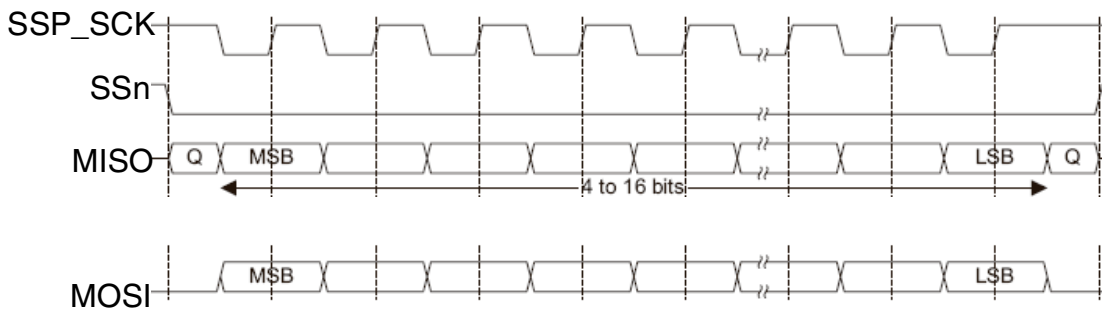 SSP_SCK
SSn
MISO Q MSB LSB Q
4 to 16 bits
MOSI MSB LSB